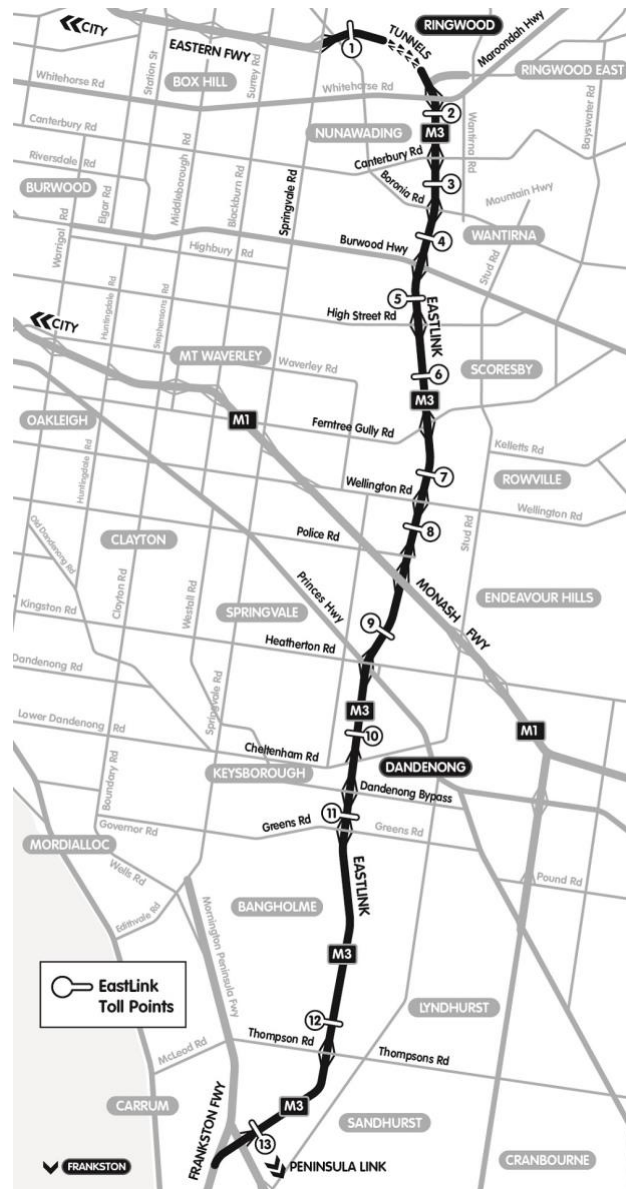 CITY
EASTERN FWY
Station St
BOX HILL
Surrey Rd
1
TUNNELS
RINGWOOD
Maroondah Hwy
RINGWOOD EAST
Whitehorse Rd
Whitehorse Rd
2
Wantirna Rd
Bayswater Rd
Canterbury Rd
NUNAWADING
M3
Riversdale Rd
Middleborough Rd
Blackburn Rd
Springvale Rd
Canterbury Rd
BURWOOD
Elgar Rd
3
Boronia Rd
Mountain Hwy
Warrigal Rd
Highbury Rd
4
WANTIRNA
Burwood Hwy
Stud Rd
Huntingdale Rd
Stephensons Rd
5
EASTLINK
High Street Rd
CITY
MT WAVERLEY
Waverley Rd
6
SCORESBY
M3
OAKLEIGH
M1
Ferntree Gully Rd
Kelletts Rd
Huntingdale Rd
7
ROWVILLE
Wellington Rd
Wellington Rd
Old Dandenong Rd
8
Stud Rd
CLAYTON
Police Rd
Clayton Rd
Westall Rd
Princes Hwy
MONASH FWY
ENDEAVOUR HILLS
Kingston Rd
SPRINGVALE
9
Heatherton Rd
Dandenong Rd
Springvale Rd
M3
Lower Dandenong Rd
10
M1
Cheltenham Rd
KEYSBOROUGH
DANDENONG
Boundary Rd
Dandenong Bypass
11
Governor Rd
Greens Rd
Greens Rd
MORDIALLOC
Wells Rd
EASTLINK
Pound Rd
Edithvale Rd
Mornington Peninsula Fwy
BANGHOLME
M3
EastLink
Toll Points
12
LYNDHURST
McLeod Rd
Thompson Rd
Thompsons Rd
CARRUM
M3
FRANKSTON FWY
SANDHURST
13
FRANKSTON
PENINSULA LINK
CRANBOURNE